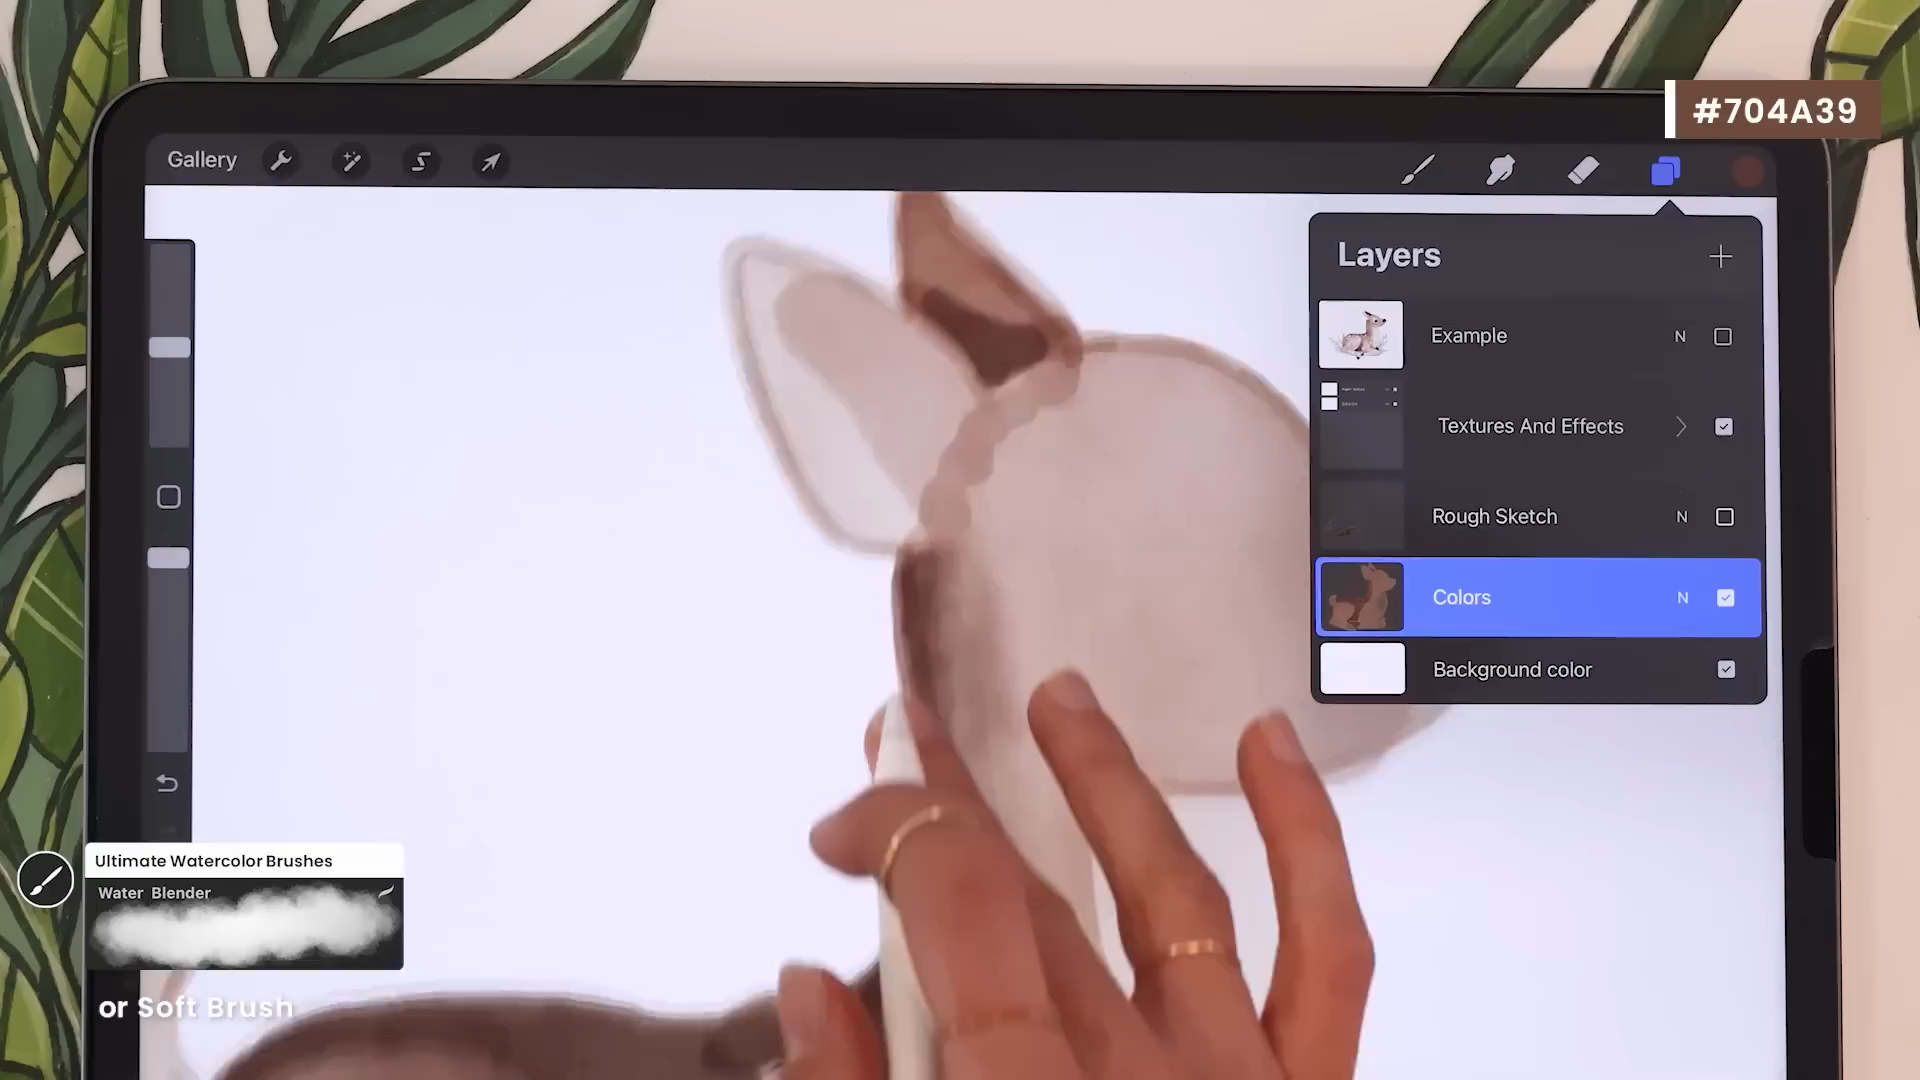 #704A39
Gallery
Layers
Example N
Textures And Effects
Rough Sketch N
Colors N
Background color
Ultimate Watercolor Brushes
Water Blender
or Soft Brush